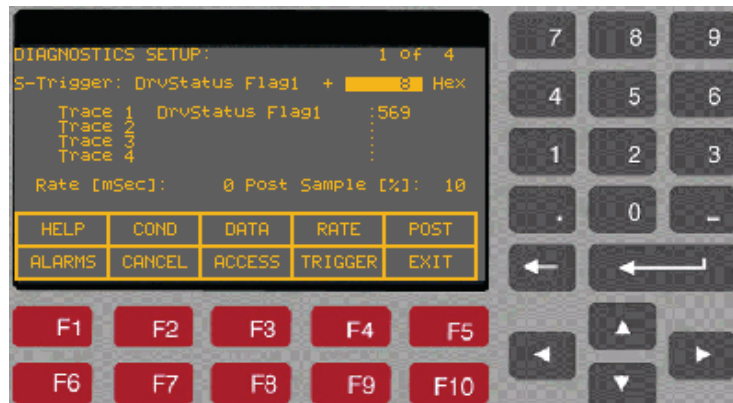 DIAGNOSTICS SETUP: 1 of 4
S-Trigger: DrvStatus Flag1 + 8 Hex
Trace 1 DrvStatus Flag1 :569
Trace 2 :
Trace 3 :
Trace 4 :
Rate [mSec]: 0 Post Sample [%]: 10
HELP COND DATA RATE POST
ALARMS CANCEL ACCESS TRIGGER EXIT
F1 F2 F3 F4 F5
F6 F7 F8 F9 F10
7 8 9
4 5 6
1 2 3
. 0 –